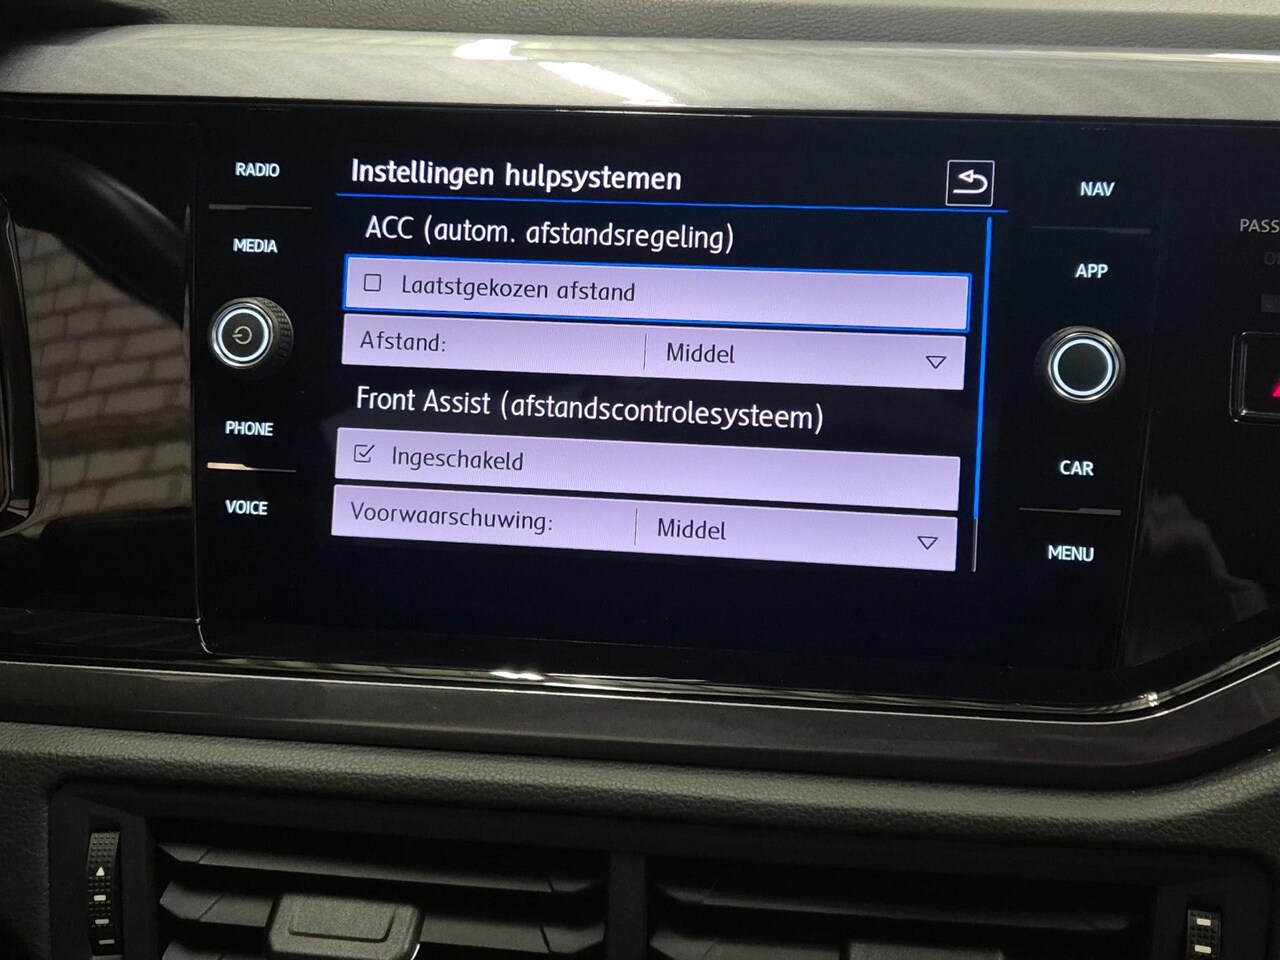 RADIO
MEDIA
PHONE
VOICE
Instellingen hulpsystemen
ACC (autom. afstandsregeling)
Laatstgekozen afstand
Afstand: Middel
Front Assist (afstandscontrolesysteem)
Ingeschakeld
Voorwaarschuwing: Middel
NAV
APP
CAR
MENU
PASS